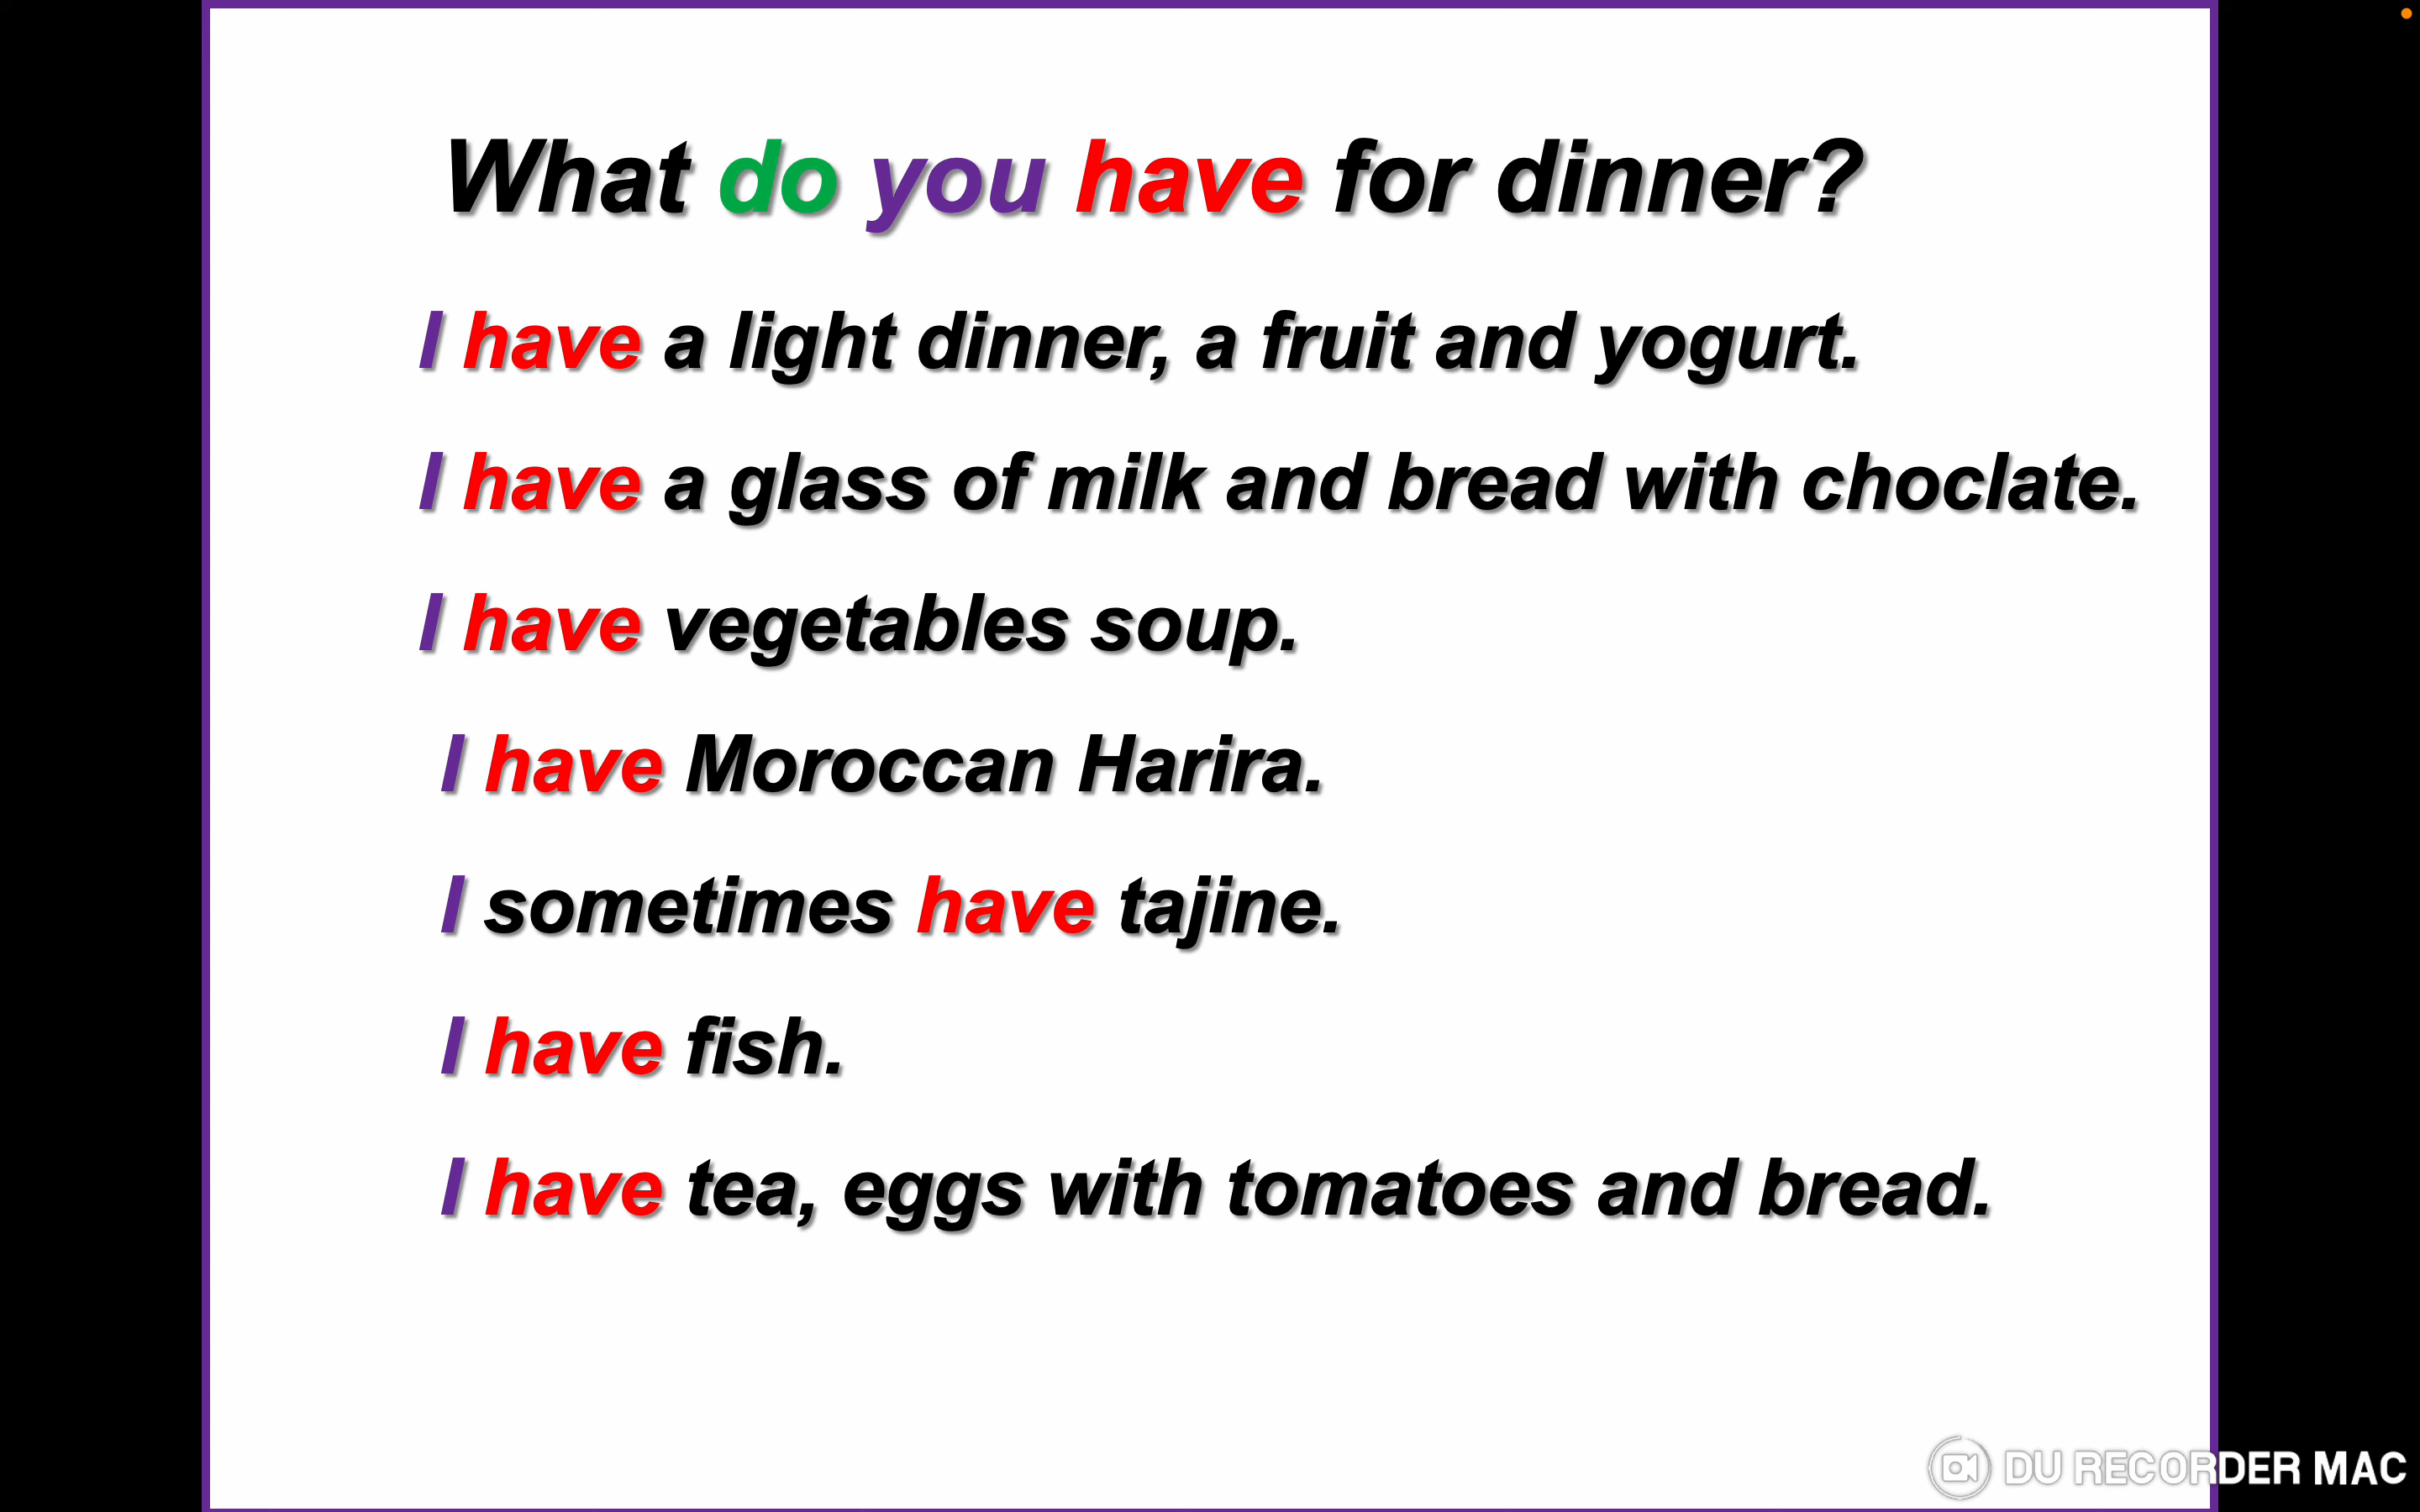 What do you have for dinner?
I have a light dinner, a fruit and yogurt.
I have a glass of milk and bread with choclate.
I have vegetables soup.
I have Moroccan Harira.
I sometimes have tajine.
I have fish.
I have tea, eggs with tomatoes and bread.
DU RECORDER MAC